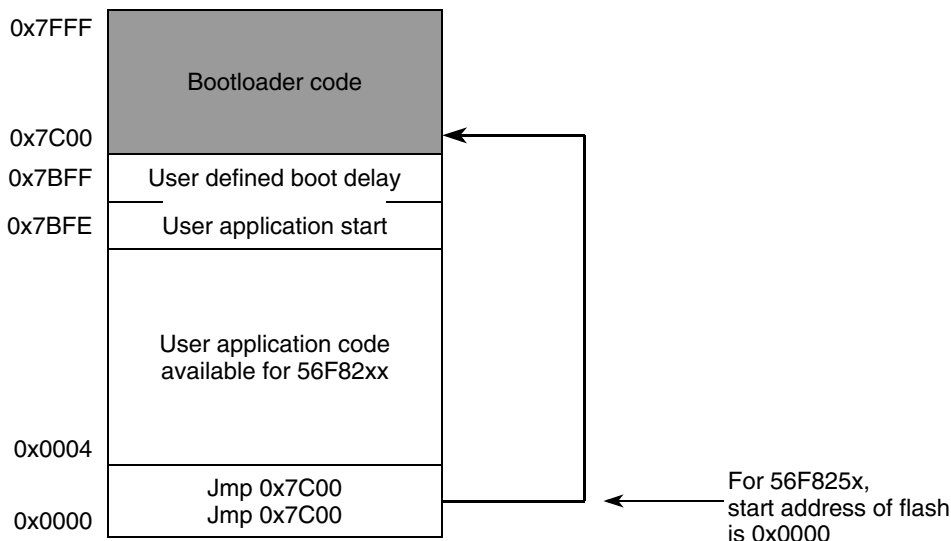 0x7FFF
Bootloader code
0x7C00
0x7BFF
User defined boot delay
0x7BFE
User application start
User application code
available for 56F82xx
0x0004
Jmp 0x7C00
Jmp 0x7C00
0x0000
For 56F825x,
start address of flash
is 0x0000